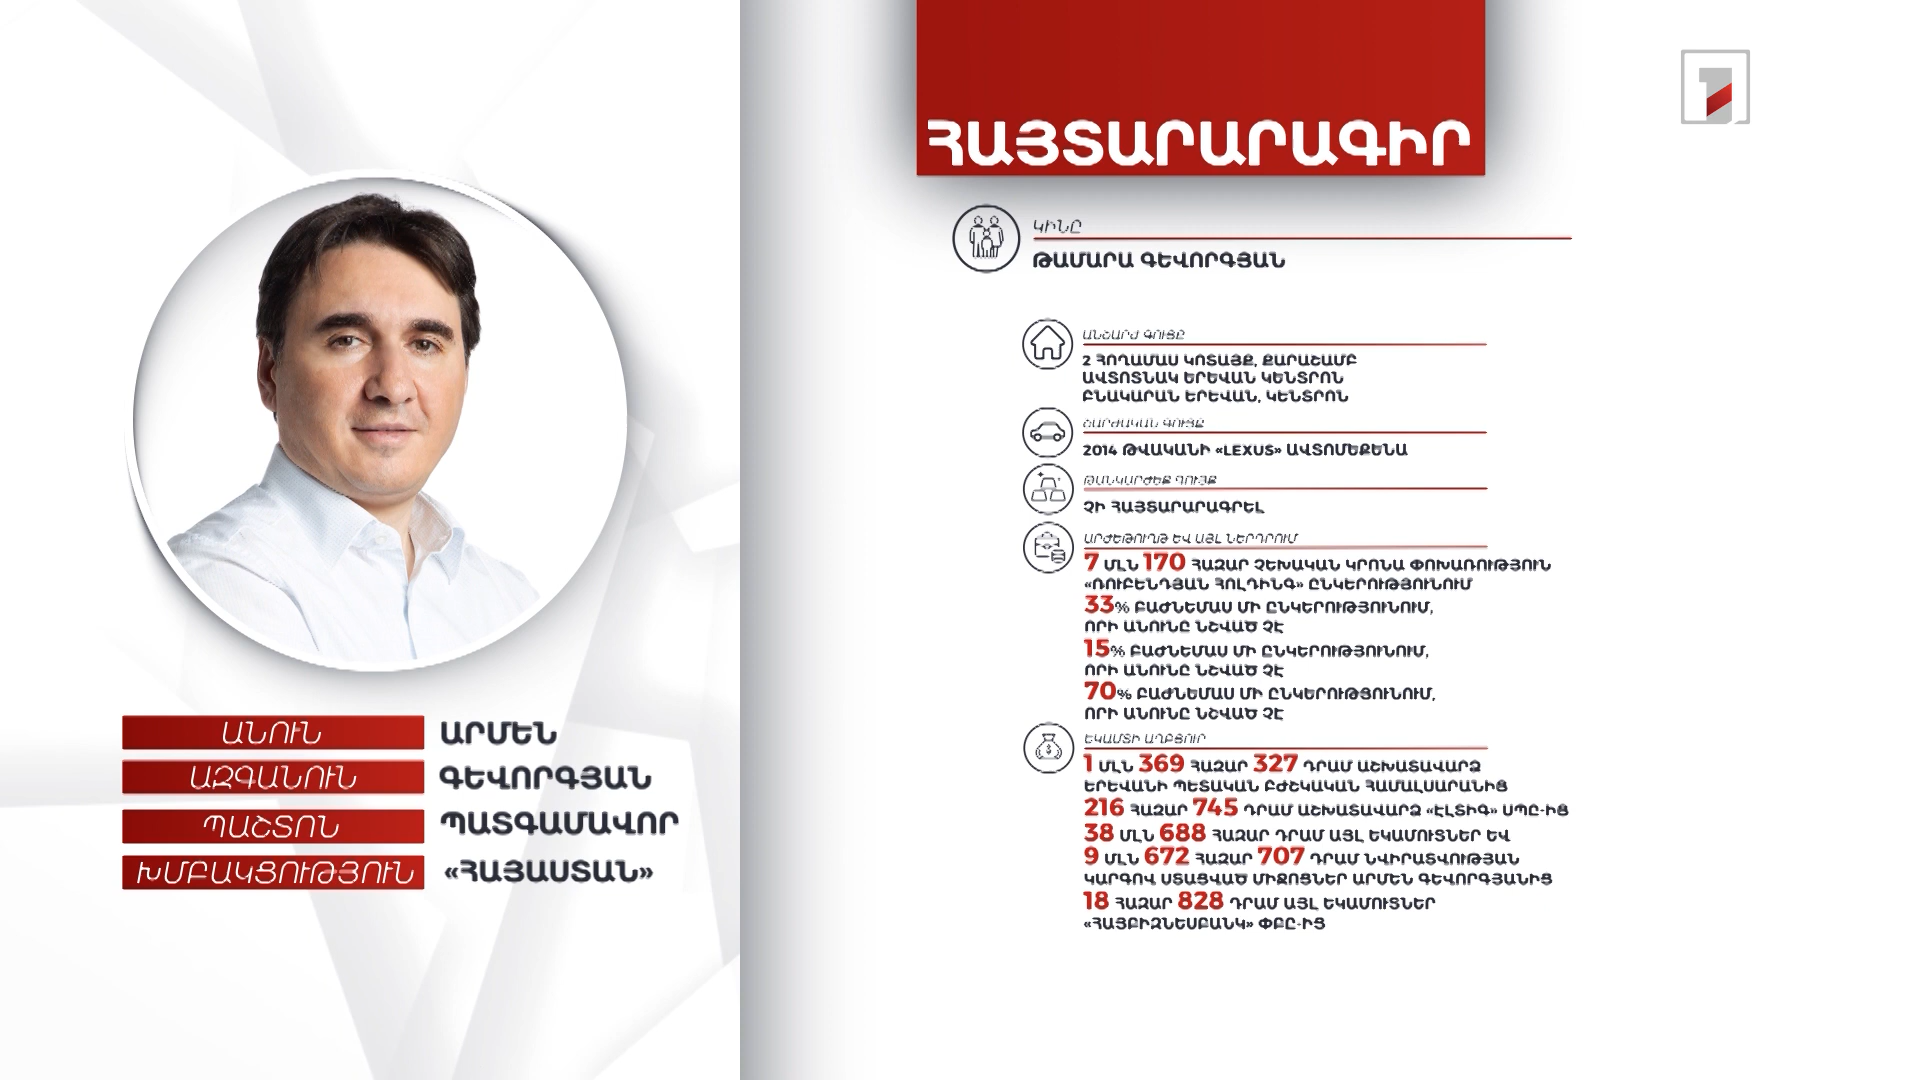 ՀԱՅՏԱՐԱՐԱԳԻՐ
ԿԻՆԸ
ԹԱՄԱՐԱ ԳԵՎՈՐԳՅԱՆ
ԱՆՇԱՐԺ ԳՈՒՅՔ
2 ՀՈՂԱՄԱՍ ԿՈՏԱՅՔ, ՔԱՐԱՇԱՄԲ
ԱՎՏՈՏՆԱԿ ԵՐԵՎԱՆ ԿԵՆՏՐՈՆ
ԲՆԱԿԱՐԱՆ ԵՐԵՎԱՆ, ԿԵՆՏՐՈՆ
ՇԱՐԺԱԿԱՆ ԳՈՒՅՔ
2014 ԹՎԱԿԱՆԻ «LEXUS» ԱՎՏՈՄԵՔԵՆԱ
ԹԱՆԿԱՐԺԵՔ ԳՈՒՅՔ
ՉԻ ՀԱՅՏԱՐԱՐԱԳՐԵԼ
ԱՐԺԵԹՈՒՂԹ ԵՎ ԱՅԼ ՆԵՐԴՐՈՒՄ
7 ՄԼՆ 170 ՀԱԶԱՐ ՉԵԽԱԿԱՆ ԿՐՈՆԱ ՓՈԽԱՌՈՒԹՅՈՒՆ
«ՌՈՒԲԵՆԴՅԱՆ ՀՈԼԴԻՆԳ» ԸՆԿԵՐՈՒԹՅՈՒՆՈՒՄ
33% ԲԱԺՆԵՄԱՍ ՄԻ ԸՆԿԵՐՈՒԹՅՈՒՆՈՒՄ,
ՈՐԻ ԱՆՈՒՆԸ ՆՇՎԱԾ ՉԷ
15% ԲԱԺՆԵՄԱՍ ՄԻ ԸՆԿԵՐՈՒԹՅՈՒՆՈՒՄ,
ՈՐԻ ԱՆՈՒՆԸ ՆՇՎԱԾ ՉԷ
70% ԲԱԺՆԵՄԱՍ ՄԻ ԸՆԿԵՐՈՒԹՅՈՒՆՈՒՄ,
ՈՐԻ ԱՆՈՒՆԸ ՆՇՎԱԾ ՉԷ
ԵԿԱՄՏԻ ԱՂԲՅՈՒՐ
1 ՄԼՆ 369 ՀԱԶԱՐ 327 ԴՐԱՄ ԱՇԽԱՏԱՎԱՐՁ
ԵՐԵՎԱՆԻ ՊԵՏԱԿԱՆ ԲԺՇԿԱԿԱՆ ՀԱՄԱԼՍԱՐԱՆԻՑ
216 ՀԱԶԱՐ 745 ԴՐԱՄ ԱՇԽԱՏԱՎԱՐՁ «ԷԼՏԻԳ» ՍՊԸ-ԻՑ
38 ՄԼՆ 688 ՀԱԶԱՐ ԴՐԱՄ ԱՅԼ ԵԿԱՄՈՒՏՆԵՐ ԵՎ
9 ՄԼՆ 672 ՀԱԶԱՐ 707 ԴՐԱՄ ՆՎԻՐԱՏՎՈՒԹՅԱՆ
ԿԱՐԳՈՎ ՍՏԱՑՎԱԾ ՄԻՋՈՑՆԵՐ ԱՐՄԵՆ ԳԵՎՈՐԳՅԱՆԻՑ
18 ՀԱԶԱՐ 828 ԴՐԱՄ ԱՅԼ ԵԿԱՄՈՒՏՆԵՐ
«ՀԱՅԲԻԶՆԵՍԲԱՆԿ» ՓԲԸ-ԻՑ
ԱՆՈՒՆ ԱՐՄԵՆ
ԱԶԳԱՆՈՒՆ ԳԵՎՈՐԳՅԱՆ
ՊԱՇՏՈՆ ՊԱՏԳԱՄԱՎՈՐ
ԽՄԲԱԿՑՈՒԹՅՈՒՆ «ՀԱՅԱՍՏԱՆ»